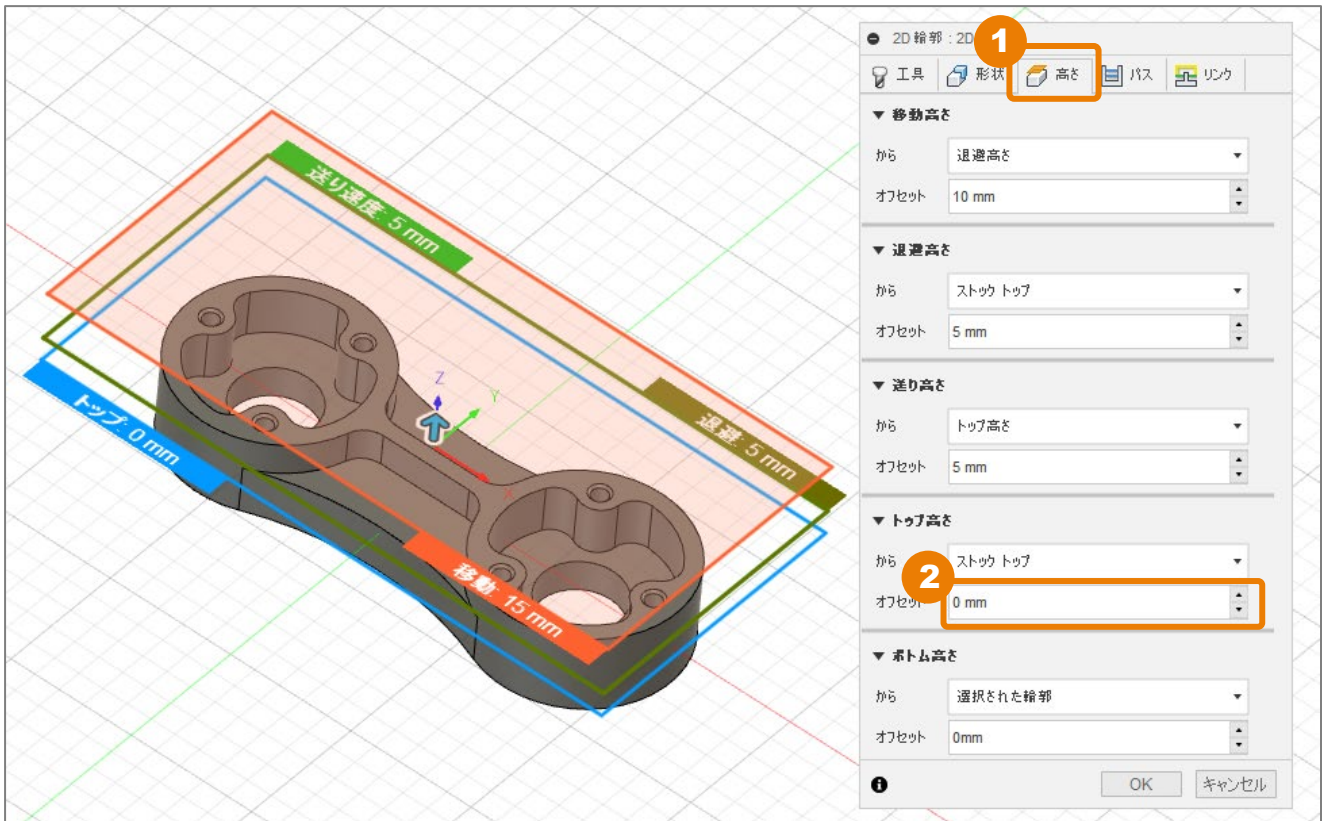 2D 輪郭 : 2D
1
工具 形状 高さ パス リンク
▼ 移動高さ
から 退避高さ
オフセット 10 mm
▼ 退避高さ
から ストック トップ
オフセット 5 mm
▼ 送り高さ
から トップ高さ
オフセット 5 mm
▼ トップ高さ
から ストック トップ
2
オフセット 0 mm
▼ ボトム高さ
から 選択された輪郭
オフセット 0mm
OK キャンセル
送り速度: 5 mm
退避: 5 mm
トップ: 0 mm
移動: 15 mm
Z
Y
X